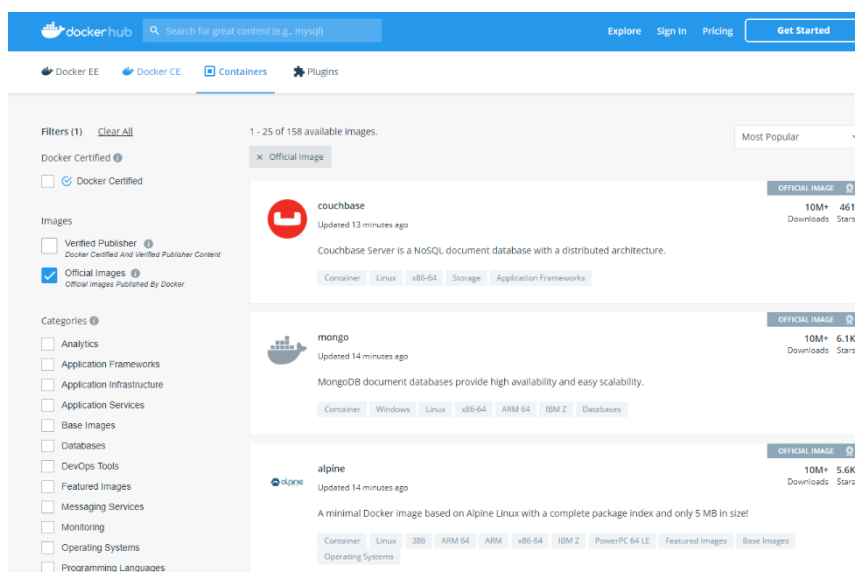 dockerhub Search for great content (e.g., mysql) Explore Sign In Pricing Get Started
Docker EE Docker CE Containers Plugins
Filters (1) Clear All
Docker Certified
Docker Certified
Images
Verified Publisher
Docker Certified And Verified Publisher Content
Official Images
Official Images Published By Docker
Categories
Analytics
Application Frameworks
Application Infrastructure
Application Services
Base Images
Databases
DevOps Tools
Featured Images
Messaging Services
Monitoring
Operating Systems
Programming Languages
1 - 25 of 158 available images.
Most Popular
× Official Image
OFFICIAL IMAGE
couchbase
10M+ 461
Updated 13 minutes ago
Downloads Stars
Couchbase Server is a NoSQL document database with a distributed architecture.
Container Linux x86-64 Storage Application Frameworks
OFFICIAL IMAGE
mongo
10M+ 6.1K
Updated 14 minutes ago
Downloads Stars
MongoDB document databases provide high availability and easy scalability.
Container Windows Linux x86-64 ARM 64 IBM Z Databases
OFFICIAL IMAGE
alpine
alpine
10M+ 5.6K
Updated 14 minutes ago
Downloads Stars
A minimal Docker image based on Alpine Linux with a complete package index and only 5 MB in size!
Container Linux 386 ARM 64 ARM x86-64 IBM Z PowerPC 64 LE Featured Images Base Images
Operating Systems